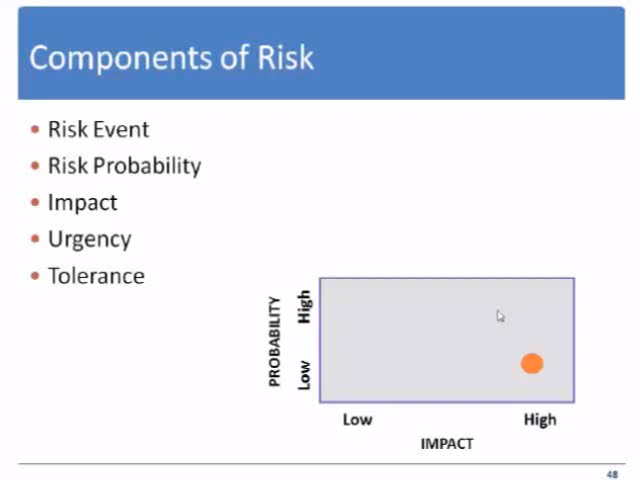 Components of Risk
• Risk Event
• Risk Probability
• Impact
• Urgency
• Tolerance
PROBABILITY
High
Low
Low High
IMPACT
48